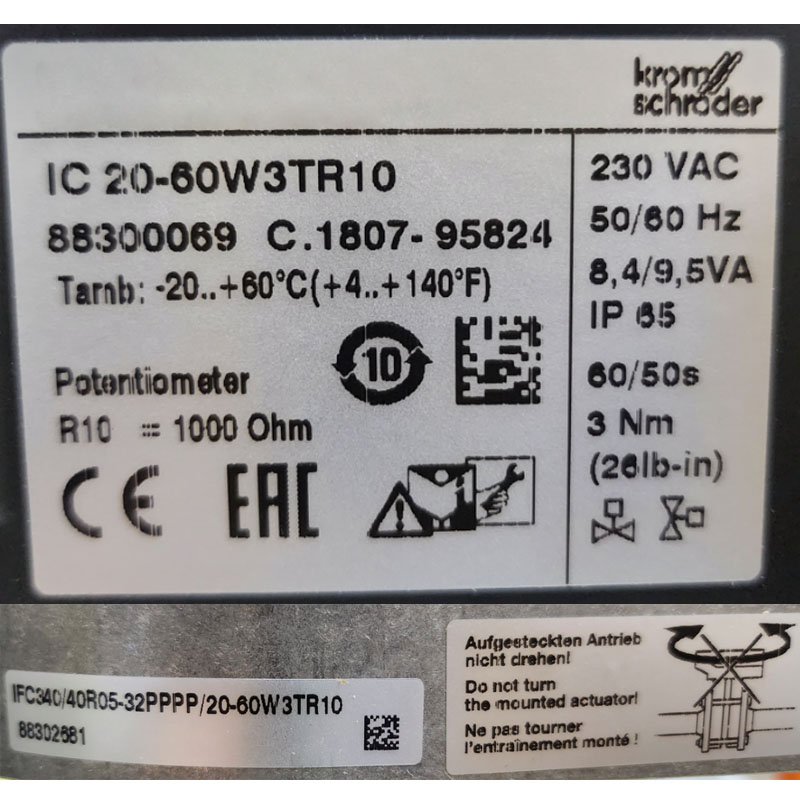 krom
schröder
IC 20-60W3TR10
88300069 C.1807-95824
Tamb: -20..+60°C(+4..+140°F)
10
Potentiometer
R10 = 1000 Ohm
CE EAC
230 VAC
50/60 Hz
8,4/9,5VA
IP 65
60/50s
3 Nm
(26lb-in)
IFC340/40R05-32PPPP/20-60W3TR10
88302681
Aufgesteckten Antrieb
nicht drehen!
Do not turn
the mounted actuator!
Ne pas tourner
l'entraînement monté !